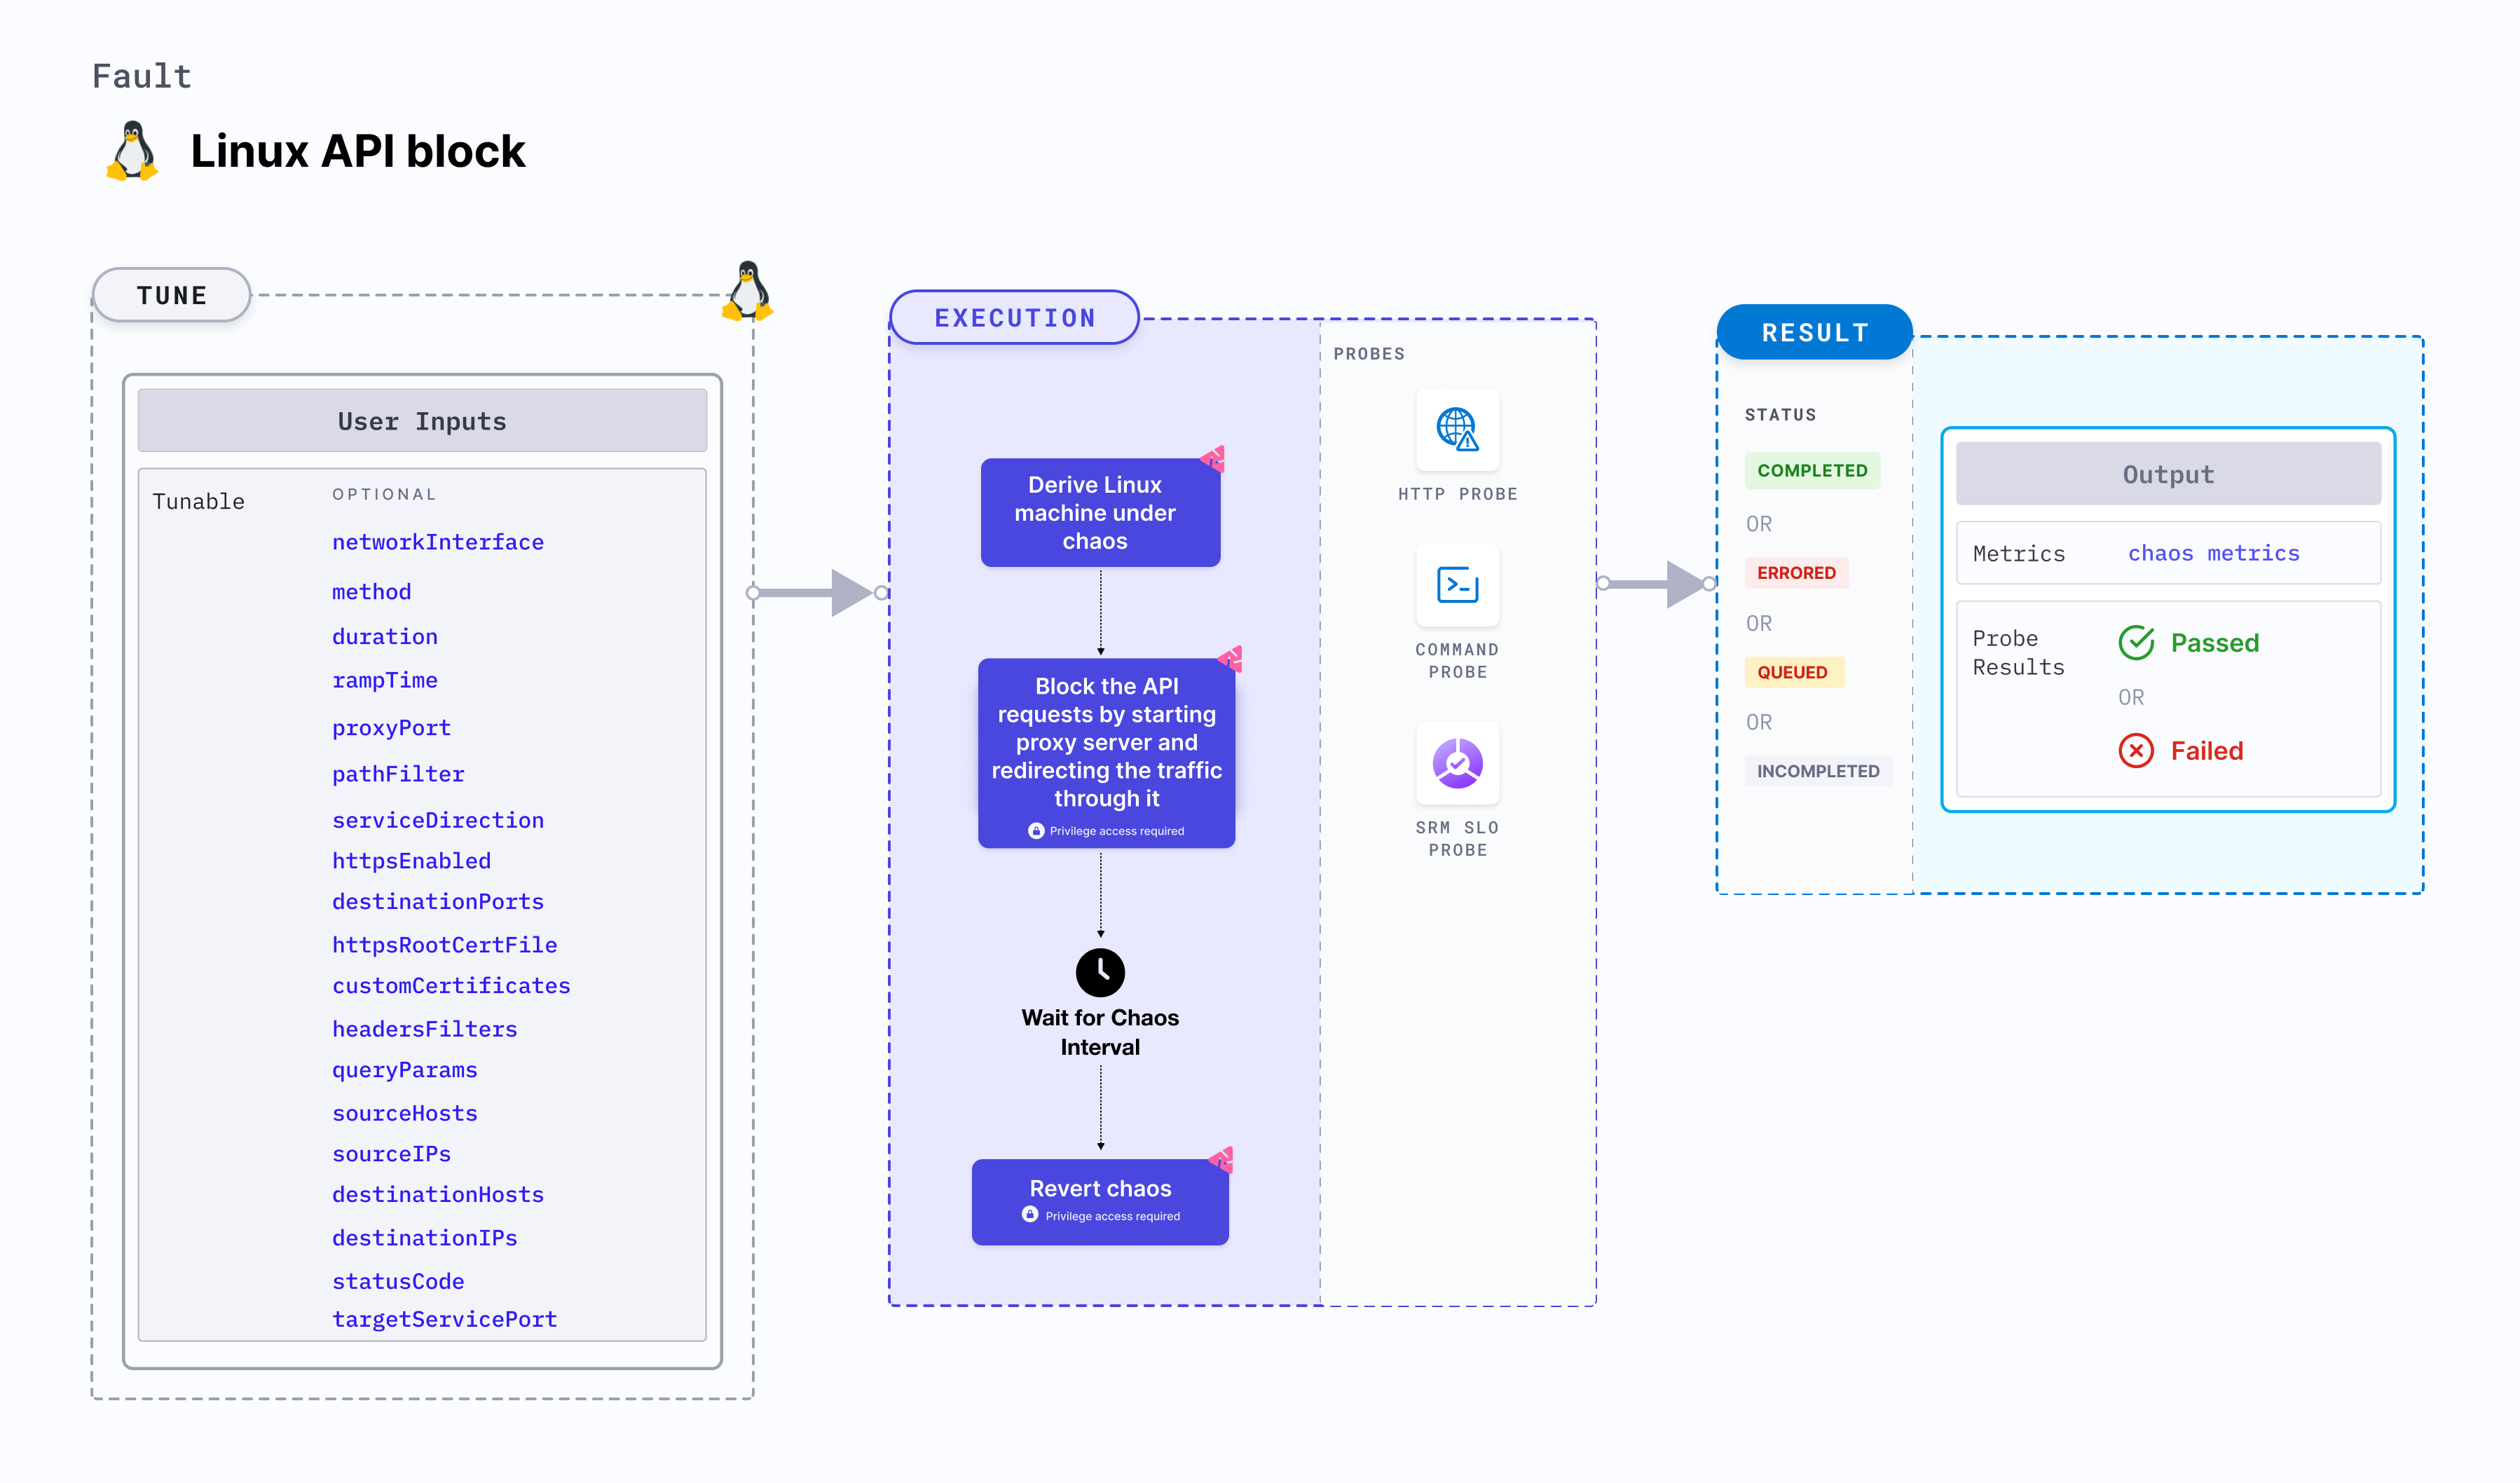 Fault
Linux API block
TUNE
User Inputs
Tunable
OPTIONAL
networkInterface
method
duration
rampTime
proxyPort
pathFilter
serviceDirection
httpsEnabled
destinationPorts
httpsRootCertFile
customCertificates
headersFilters
queryParams
sourceHosts
sourceIPs
destinationHosts
destinationIPs
statusCode
targetServicePort
EXECUTION
Derive Linux
machine under
chaos
Block the API
requests by starting
proxy server and
redirecting the traffic
through it
Privilege access required
Wait for Chaos
Interval
Revert chaos
Privilege access required
PROBES
HTTP PROBE
COMMAND
PROBE
SRM SLO
PROBE
RESULT
STATUS
COMPLETED
OR
ERRORED
OR
QUEUED
OR
INCOMPLETED
Output
Metrics
chaos metrics
Probe
Results
Passed
OR
Failed